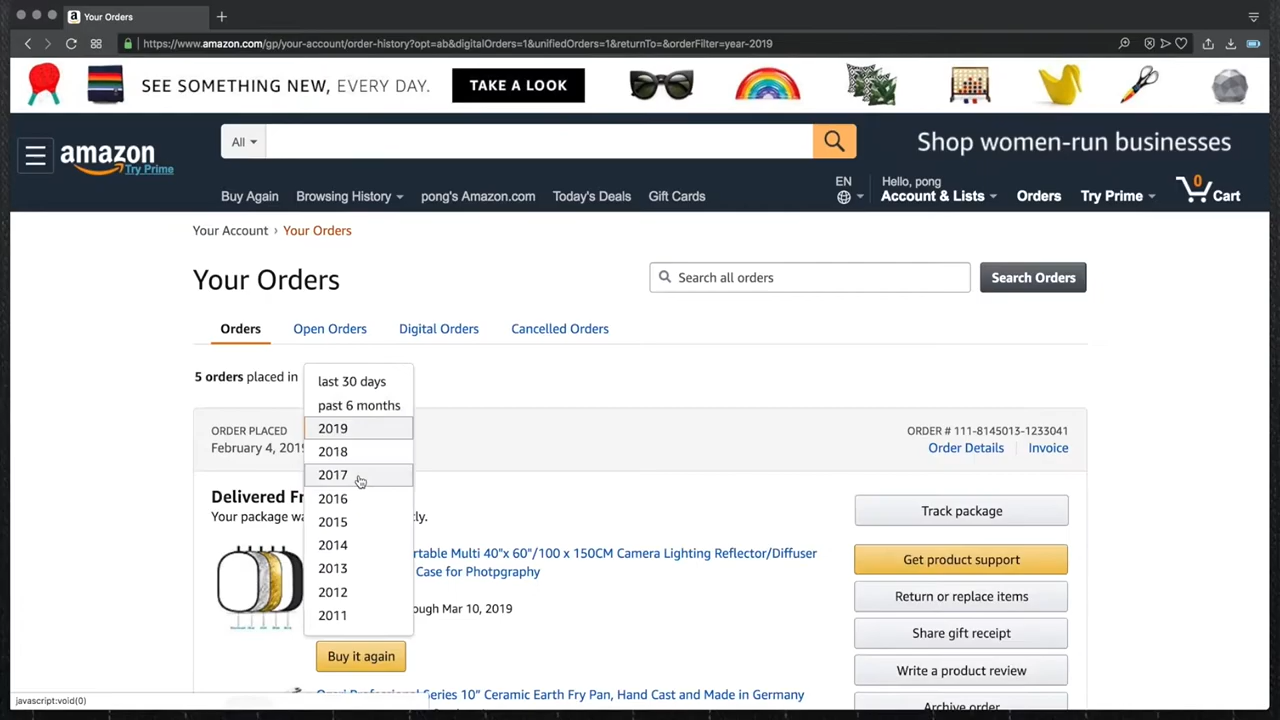 Your Orders
https://www.amazon.com/gp/your-account/order-history?opt=ab&digitalOrders=1&unifiedOrders=1&returnTo=&orderFilter=year-2019
SEE SOMETHING NEW, EVERY DAY.
TAKE A LOOK
All
Shop women-run businesses
amazon
Try Prime
Buy Again
Browsing History
pong's Amazon.com
Today's Deals
Gift Cards
EN
Hello, pong
Account & Lists
Orders
Try Prime
0
Cart
Your Account › Your Orders
Your Orders
Search all orders
Search Orders
Orders
Open Orders
Digital Orders
Cancelled Orders
5 orders placed in
last 30 days
past 6 months
2019
2018
2017
2016
2015
2014
2013
2012
2011
ORDER PLACED
February 4, 2019
ORDER # 111-8145013-1233041
Order Details
Invoice
Delivered Fr
Your package wa
tly.
rtable Multi 40"x 60"/100 x 150CM Camera Lighting Reflector/Diffuser
Case for Photpgraphy
ough Mar 10, 2019
Buy it again
Track package
Get product support
Return or replace items
Share gift receipt
Write a product review
Archive order
Professional Series 10" Ceramic Earth Fry Pan, Hand Cast and Made in Germany
javascript:void(0)